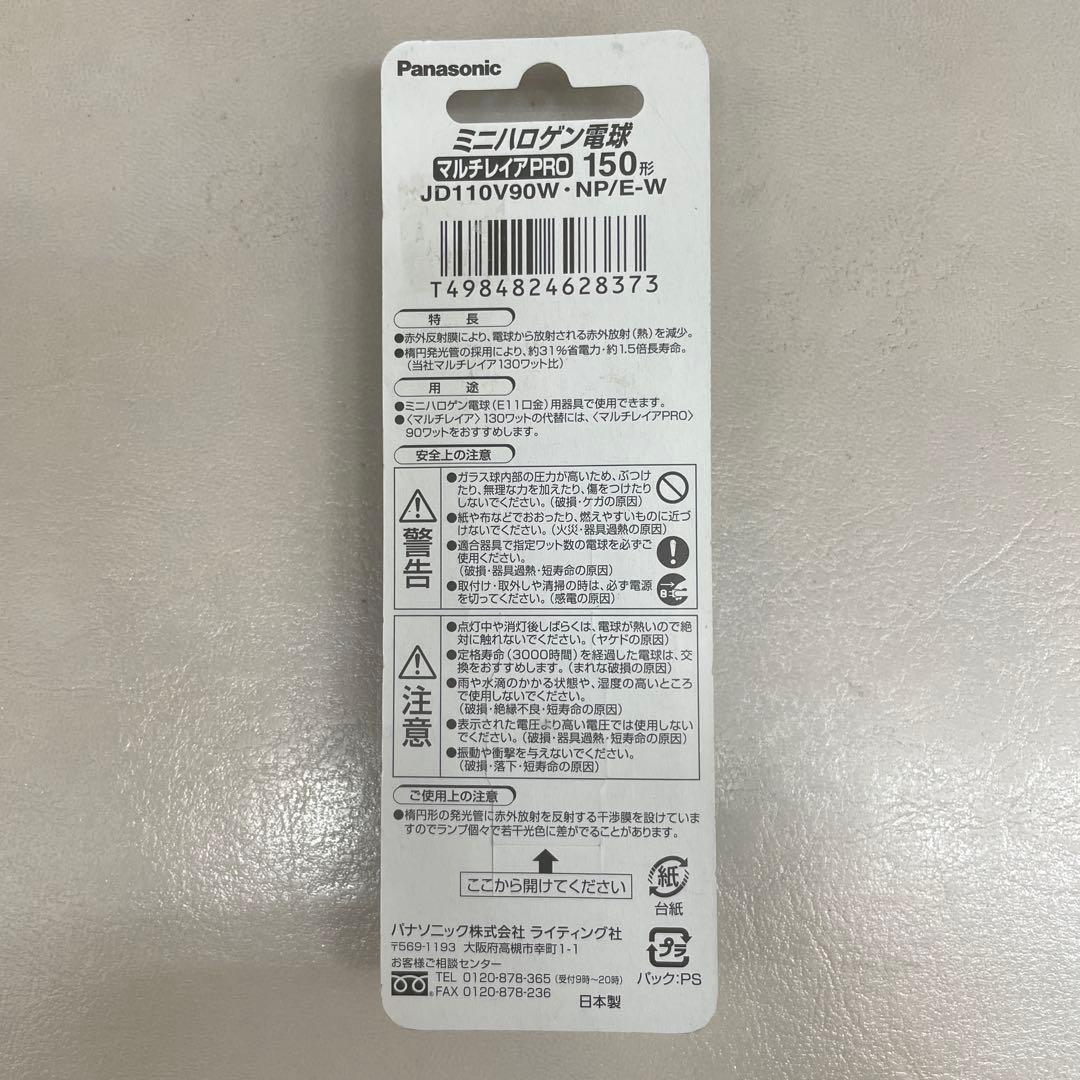 Panasonic
ミニハロゲン電球
マルチレイアPRO 150形
JD110V90W・NP/E-W
T4984824628373
特長
●赤外反射膜により、電球から放射される赤外放射(熱)を減少。
●楕円発光管の採用により、約31%省電力・約1.5倍長寿命。
(当社マルチレイア130ワット比)
用途
●ミニハロゲン電球(E11口金)用器具で使用できます。
●〈マルチレイア〉130ワットの代替には、〈マルチレイアPRO〉
90ワットをおすすめします。
安全上の注意
警告
●ガラス球内部の圧力が高いため、ぶつけ
たり、無理な力を加えたり、傷をつけたり
しないでください。(破損・ケガの原因)
●紙や布などでおおったり、燃えやすいものに近づ
けないでください。(火災・器具過熱の原因)
●適合器具で指定ワット数の電球を必ずご
使用ください。
(破損・器具過熱・短寿命の原因)
●取付け・取外しや清掃の時は、必ず電源
を切ってください。(感電の原因)
注意
●点灯中や消灯後しばらくは、電球が熱いので絶
対に触れないでください。(ヤケドの原因)
●定格寿命(3000時間)を経過した電球は、交
換をおすすめします。(まれな破損の原因)
●雨や水滴のかかる状態や、湿度の高いところ
で使用しないでください。
(破損・絶縁不良・短寿命の原因)
●表示された電圧より高い電圧では使用しない
でください。(破損・器具過熱・短寿命の原因)
●振動や衝撃を与えないでください。
(破損・落下・短寿命の原因)
ご使用上の注意
●楕円形の発光管に赤外放射を反射する干渉膜を設けていま
すのでランプ個々で若干光色に差がでることがあります。
ここから開けてください
紙
台紙
プラ
パック:PS
パナソニック株式会社 ライティング社
〒569-1193 大阪府高槻市幸町1-1
お客様ご相談センター
TEL 0120-878-365 (受付9時〜20時)
FAX 0120-878-236
日本製